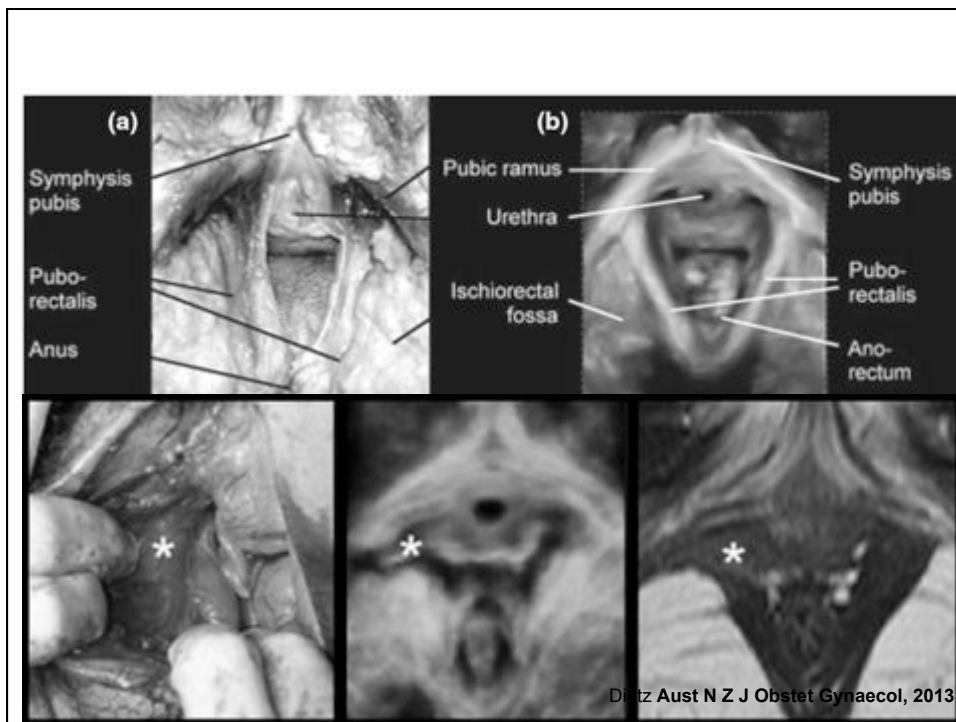 (a)
Symphysis
pubis
Pubo-
rectalis
Anus
(b)
Pubic ramus
Urethra
Ischiorectal
fossa
Symphysis
pubis
Pubo-
rectalis
Ano-
rectum
*
*
*
Dietz Aust N Z J Obstet Gynaecol, 2013